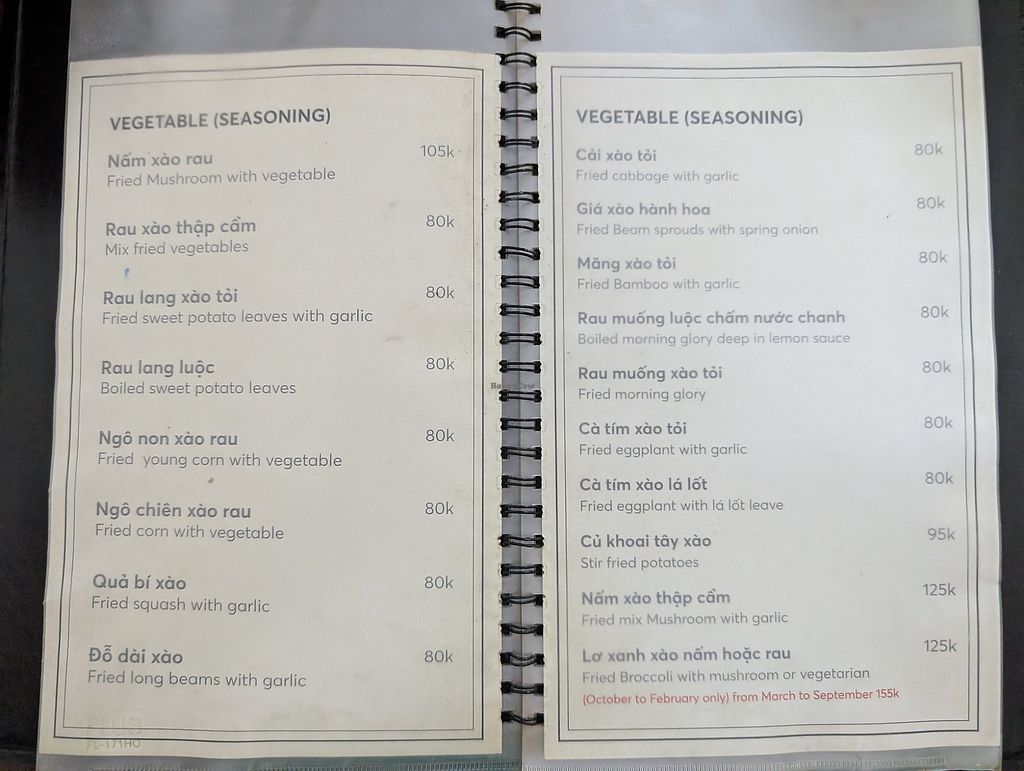 VEGETABLE (SEASONING)
Nấm xào rau 105k
Fried Mushroom with vegetable
Rau xào thập cẩm 80k
Mix fried vegetables
Rau lang xào tỏi 80k
Fried sweet potato leaves with garlic
Rau lang luộc 80k
Boiled sweet potato leaves
Ngô non xào rau 80k
Fried young corn with vegetable
Ngô chiên xào rau 80k
Fried corn with vegetable
Quả bí xào 80k
Fried squash with garlic
Đỗ dài xào 80k
Fried long beams with garlic
VEGETABLE (SEASONING)
Cải xào tỏi 80k
Fried cabbage with garlic
Giá xào hành hoa 80k
Fried Beam sprouds with spring onion
Măng xào tỏi 80k
Fried Bamboo with garlic
Rau muống luộc chấm nước chanh 80k
Boiled morning glory deep in lemon sauce
Rau muống xào tỏi 80k
Fried morning glory
Cà tím xào tỏi 80k
Fried eggplant with garlic
Cà tím xào lá lốt 80k
Fried eggplant with lá lốt leave
Củ khoai tây xào 95k
Stir fried potatoes
Nấm xào thập cẩm 125k
Fried mix Mushroom with garlic
Lơ xanh xào nấm hoặc rau 125k
Fried Broccoli with mushroom or vegetarian
(October to February only) from March to September 155k